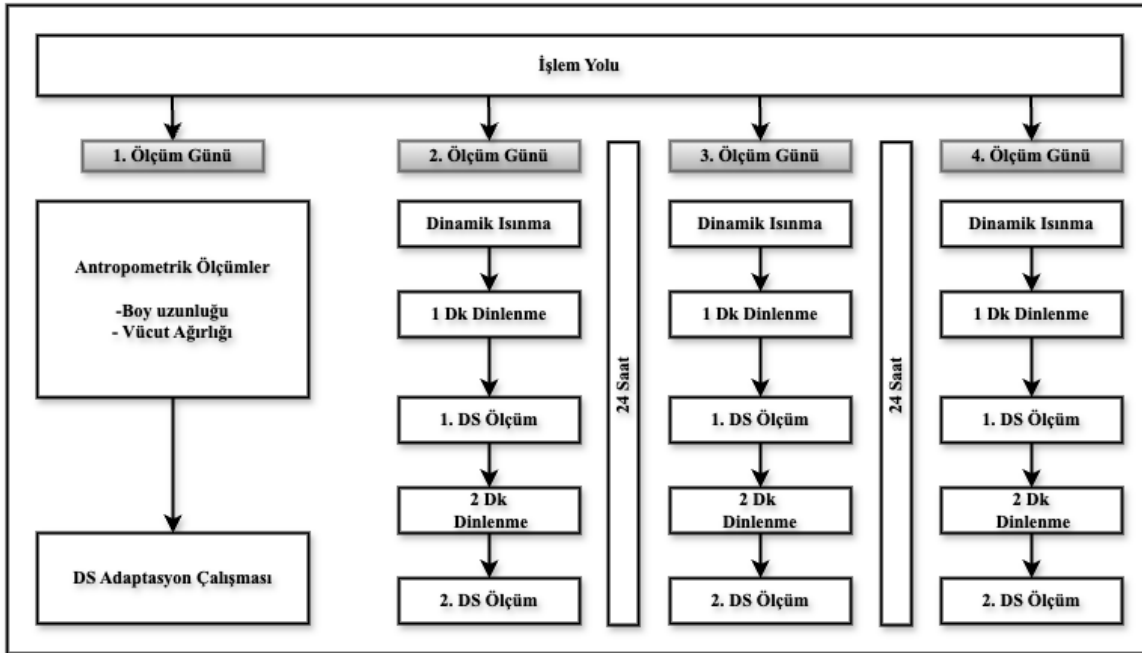 İşlem Yolu
1. Ölçüm Günü
Antropometrik Ölçümler
-Boy uzunluğu
- Vücut Ağırlığı
DS Adaptasyon Çalışması
2. Ölçüm Günü
Dinamik Isınma
1 Dk Dinlenme
1. DS Ölçüm
2 Dk
Dinlenme
2. DS Ölçüm
24 Saat
3. Ölçüm Günü
Dinamik Isınma
1 Dk Dinlenme
1. DS Ölçüm
2 Dk
Dinlenme
2. DS Ölçüm
24 Saat
4. Ölçüm Günü
Dinamik Isınma
1 Dk Dinlenme
1. DS Ölçüm
2 Dk
Dinlenme
2. DS Ölçüm